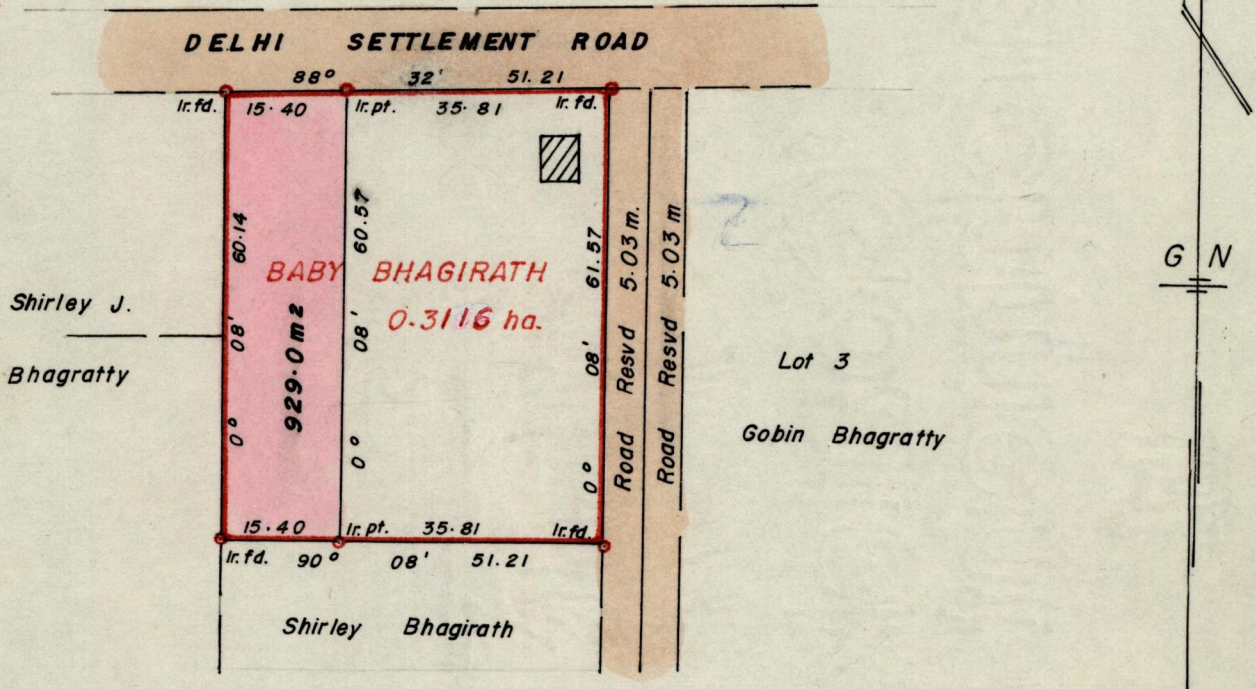 DELHI SETTLEMENT ROAD
88° 32' 51.21
Ir.fd. 15.40 Ir.pt. 35.81 Ir.fd.
0° 08' 60.14
0° 08' 60.57
0° 08' 61.57
BABY BHAGIRATH
0.3116 ha.
929.0 m2
Road Resvd 5.03 m.
Road Resvd 5.03 m
G N
Shirley J.
Bhagratty
Lot 3
Gobin Bhagratty
15.40 Ir.pt. 35.81 Ir.fd.
Ir.fd. 90° 08' 51.21
Shirley Bhagirath